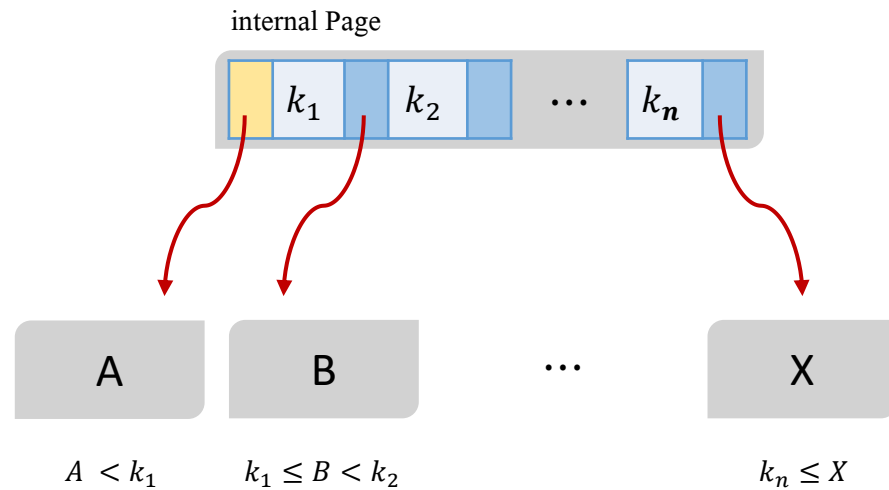 internal Page
k₁ k₂ ⋯ kₙ
A B ⋯ X
A < k₁ k₁ ≤ B < k₂ kₙ ≤ X